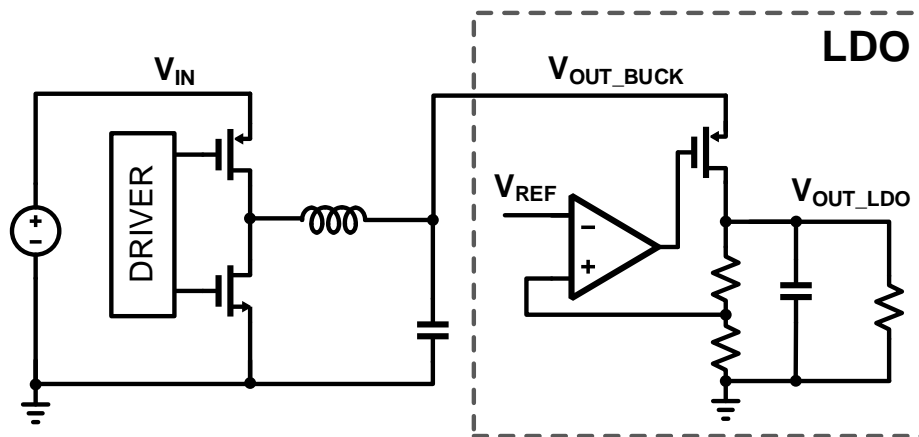 LDO
V_IN
V_OUT_BUCK
DRIVER
V_REF
V_OUT_LDO
+
−
−
+